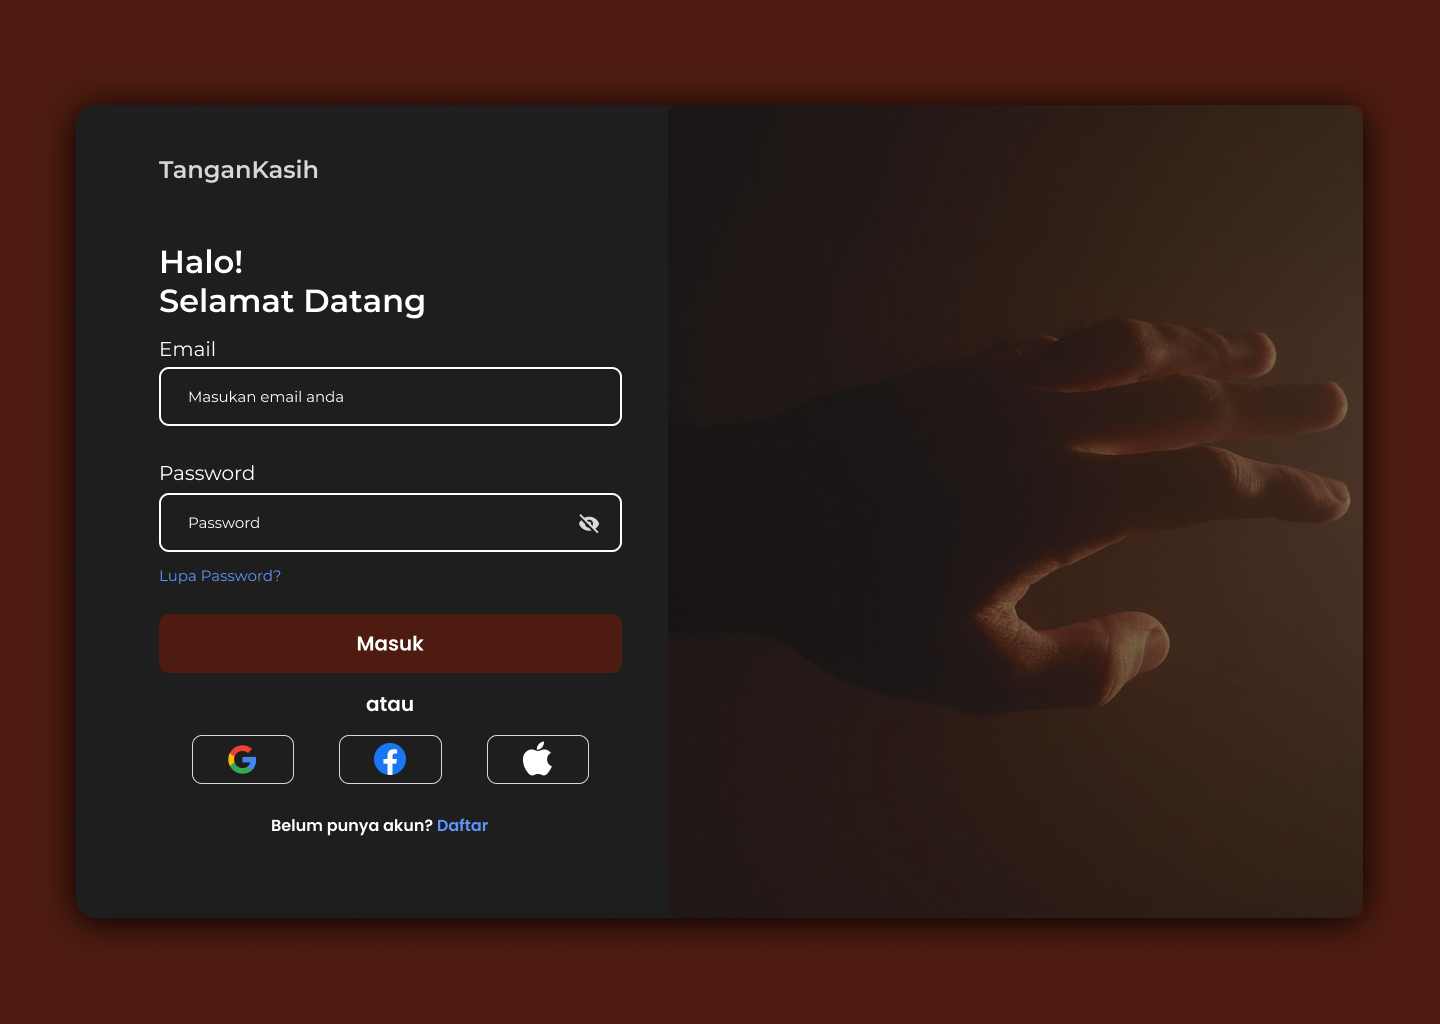 TanganKasih
Halo!
Selamat Datang
Email
Masukan email anda
Password
Password
Lupa Password?
Masuk
atau
Belum punya akun? Daftar